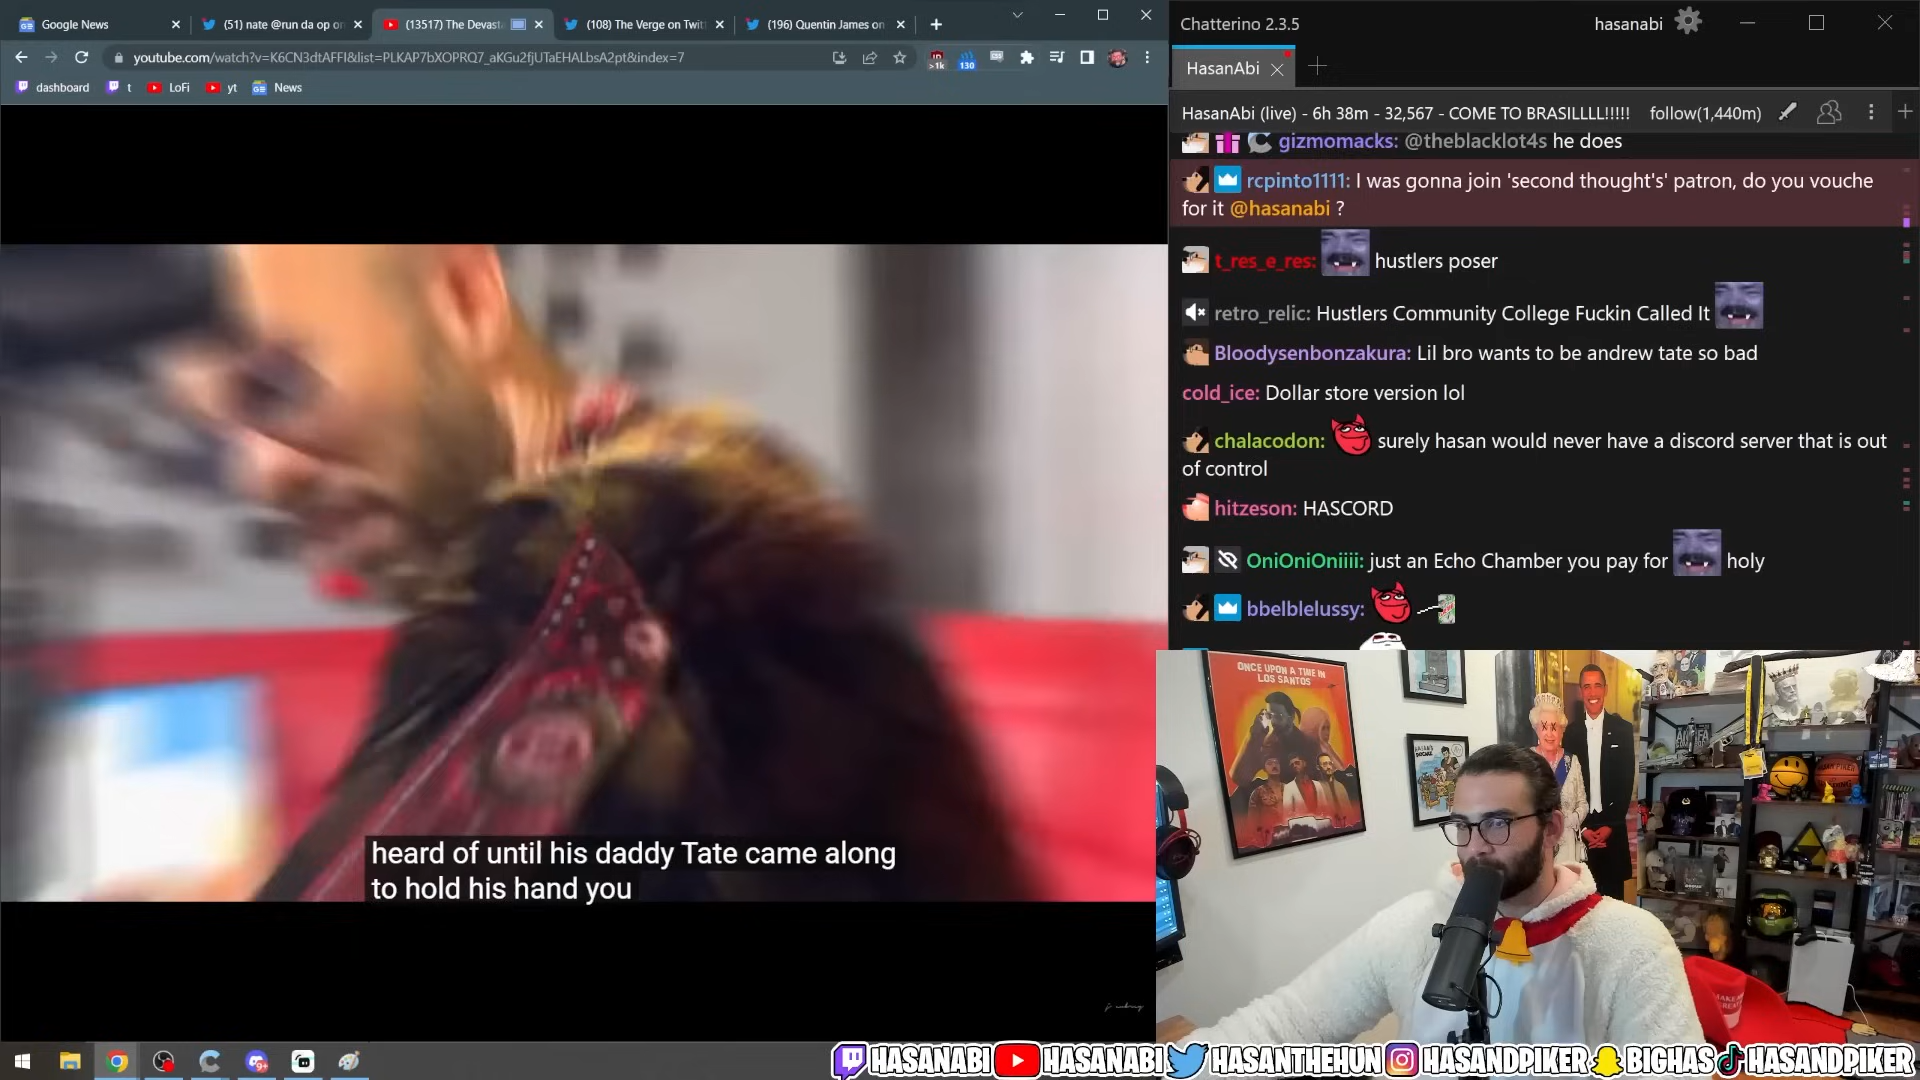 Google News
(51) nate @run da op on
(13517) The Devasta
(108) The Verge on Twit
(196) Quentin James on
youtube.com/watch?v=K6CN3dtAFFI&list=PLKAP7bXOPRQ7_aKGu2fjUTaEHALbsA2pt&index=7
>1k
130
dashboard
t
LoFi
yt
News
heard of until his daddy Tate came along
to hold his hand you
Chatterino 2.3.5
hasanabi
HasanAbi
HasanAbi (live) - 6h 38m - 32,567 - COME TO BRASILLLL!!!!!
follow(1,440m)
gizmomacks: @theblacklot4s he does
rcpinto1111: I was gonna join 'second thought's' patron, do you vouche
for it @hasanabi ?
t_res_e_res: hustlers poser
retro_relic: Hustlers Community College Fuckin Called It
Bloodysenbonzakura: Lil bro wants to be andrew tate so bad
cold_ice: Dollar store version lol
chalacodon: surely hasan would never have a discord server that is out
of control
hitzeson: HASCORD
OniOniOniiii: just an Echo Chamber you pay for holy
bbelblelussy:
ONCE UPON A TIME IN
LOS SANTOS
HASANABI
HASANABI
HASANTHEHUN
HASANDPIKER
BIGHAS
HASANDPIKER